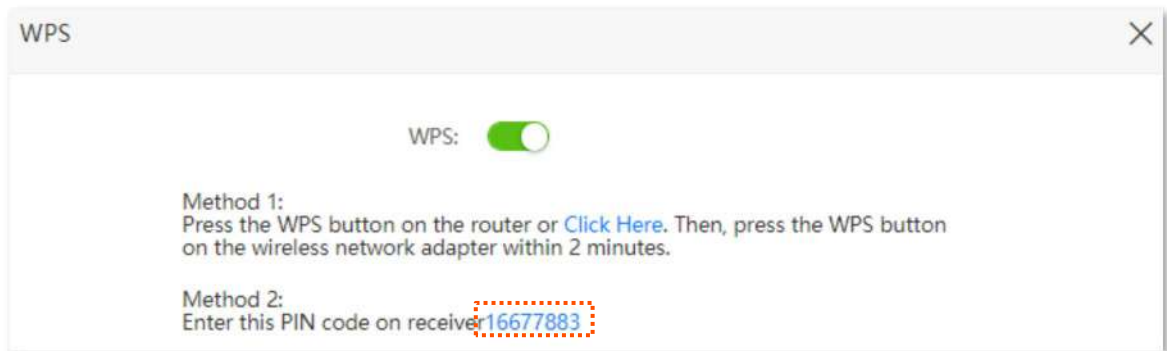 WPS
WPS:
Method 1:
Press the WPS button on the router or Click Here. Then, press the WPS button
on the wireless network adapter within 2 minutes.
Method 2:
Enter this PIN code on receiver16677883